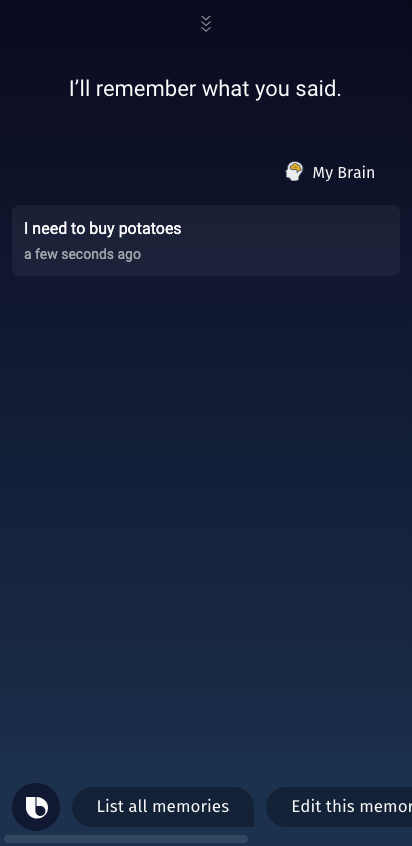 I’ll remember what you said.
My Brain
I need to buy potatoes
a few seconds ago
List all memories
Edit this memor